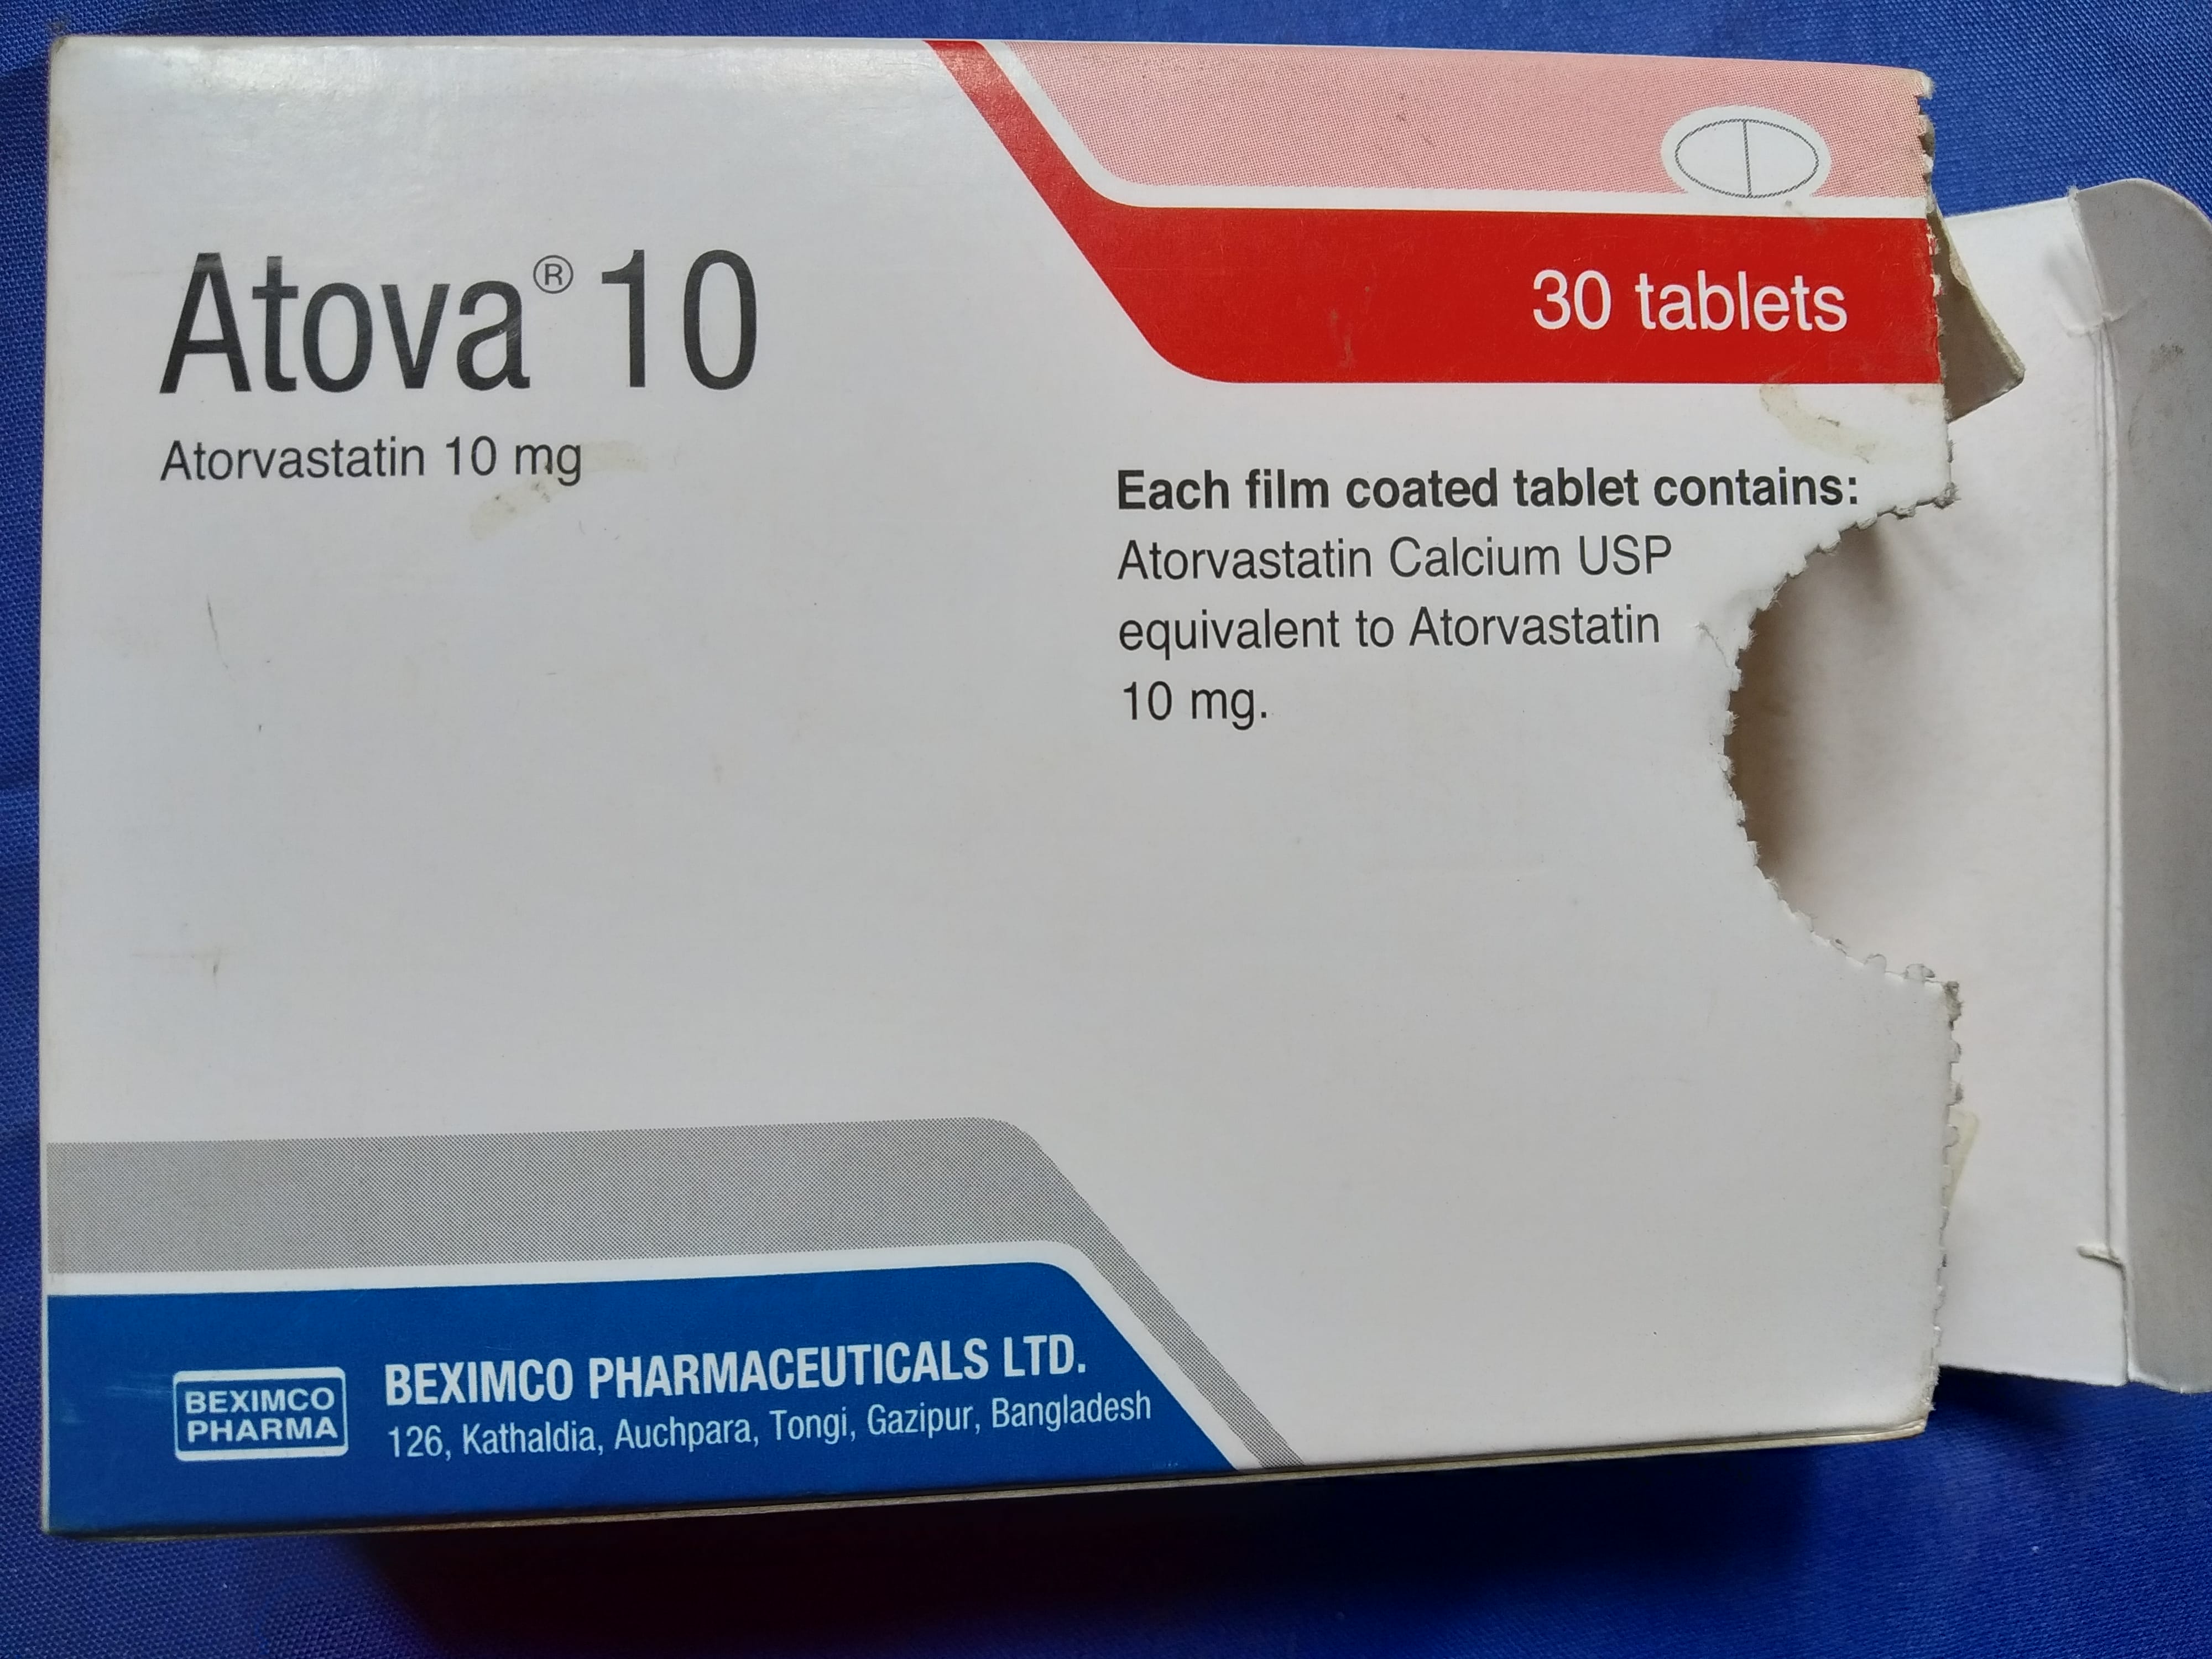 Atova® 10
Atorvastatin 10 mg
30 tablets
Each film coated tablet contains:
Atorvastatin Calcium USP
equivalent to Atorvastatin
10 mg.
BEXIMCO
PHARMA
BEXIMCO PHARMACEUTICALS LTD.
126, Kathaldia, Auchpara, Tongi, Gazipur, Bangladesh